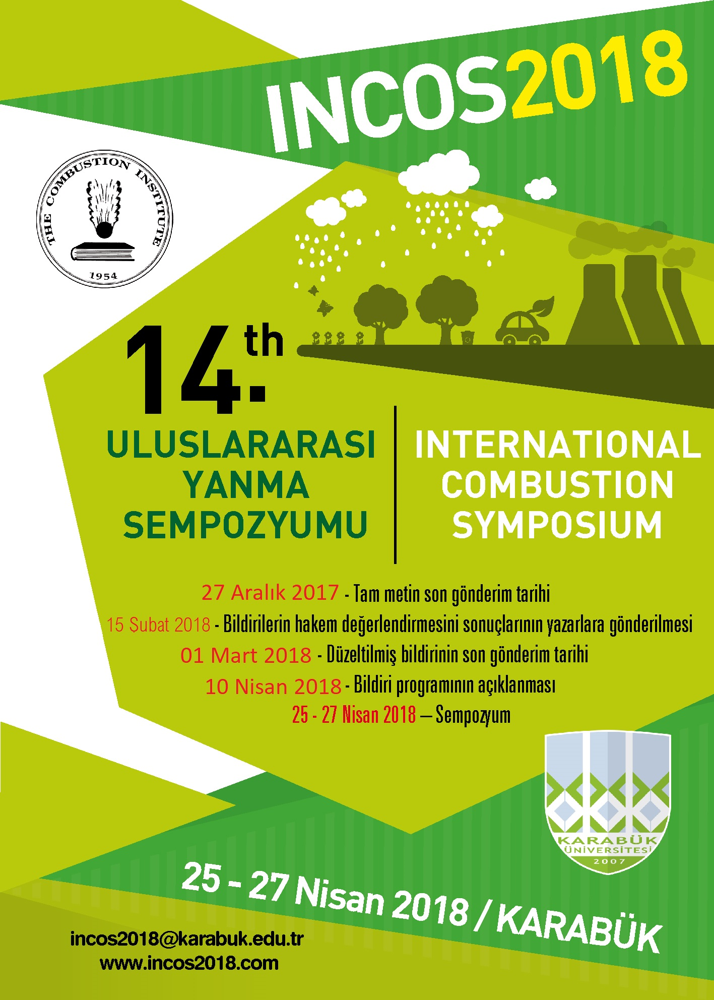 INCOS2018
THE COMBUSTION INSTITUTE
1954
14.th
ULUSLARARASI
YANMA
SEMPOZYUMU
INTERNATIONAL
COMBUSTION
SYMPOSIUM
27 Aralık 2017 - Tam metin son gönderim tarihi
15 Şubat 2018 - Bildirilerin hakem değerlendirmesini sonuçlarının yazarlara gönderilmesi
01 Mart 2018 - Düzeltilmiş bildirinin son gönderim tarihi
10 Nisan 2018 - Bildiri programının açıklanması
25 - 27 Nisan 2018 – Sempozyum
KARABÜK
ÜNİVERSİTESİ
2007
25 - 27 Nisan 2018 / KARABÜK
incos2018@karabuk.edu.tr
www.incos2018.com